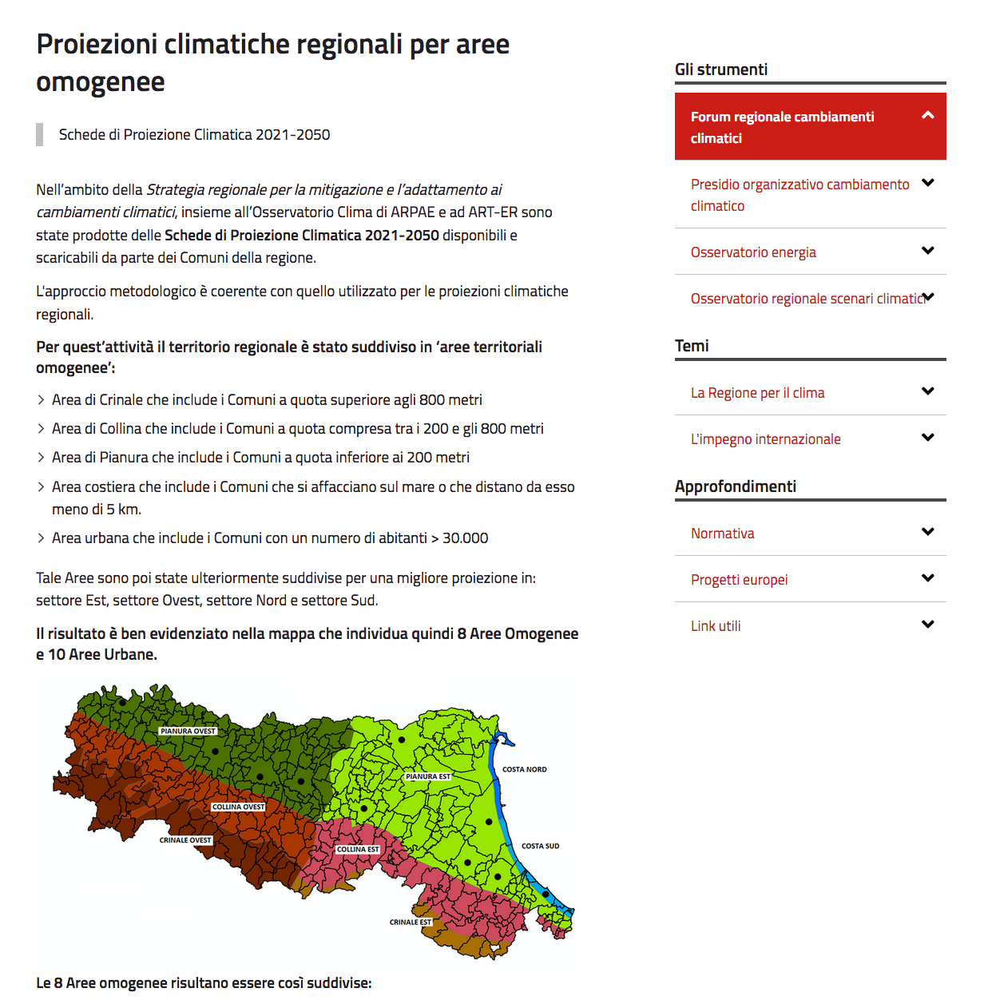 Proiezioni climatiche regionali per aree
omogenee
Schede di Proiezione Climatica 2021-2050
Nell’ambito della Strategia regionale per la mitigazione e l’adattamento ai
cambiamenti climatici, insieme all’Osservatorio Clima di ARPAE e ad ART-ER sono
state prodotte delle Schede di Proiezione Climatica 2021-2050 disponibili e
scaricabili da parte dei Comuni della regione.
L'approccio metodologico è coerente con quello utilizzato per le proiezioni climatiche
regionali.
Per quest’attività il territorio regionale è stato suddiviso in ‘aree territoriali
omogenee’:
Area di Crinale che include i Comuni a quota superiore agli 800 metri
Area di Collina che include i Comuni a quota compresa tra i 200 e gli 800 metri
Area di Pianura che include i Comuni a quota inferiore ai 200 metri
Area costiera che include i Comuni che si affacciano sul mare o che distano da esso
meno di 5 km.
Area urbana che include i Comuni con un numero di abitanti > 30.000
Tale Aree sono poi state ulteriormente suddivise per una migliore proiezione in:
settore Est, settore Ovest, settore Nord e settore Sud.
Il risultato è ben evidenziato nella mappa che individua quindi 8 Aree Omogenee
e 10 Aree Urbane.
PIANURA OVEST
COSTA NORD
PIANURA EST
COLLINA OVEST
CRINALE OVEST
COSTA SUD
COLLINA EST
CRINALE EST
Le 8 Aree omogenee risultano essere così suddivise:
Gli strumenti
Forum regionale cambiamenti
climatici
Presidio organizzativo cambiamento
climatico
Osservatorio energia
Osservatorio regionale scenari climatici
Temi
La Regione per il clima
L'impegno internazionale
Approfondimenti
Normativa
Progetti europei
Link utili